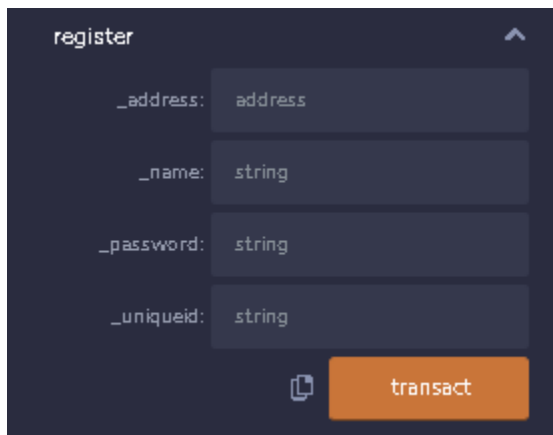 register
_address: address
_name: string
_password: string
_uniqueid: string
transact